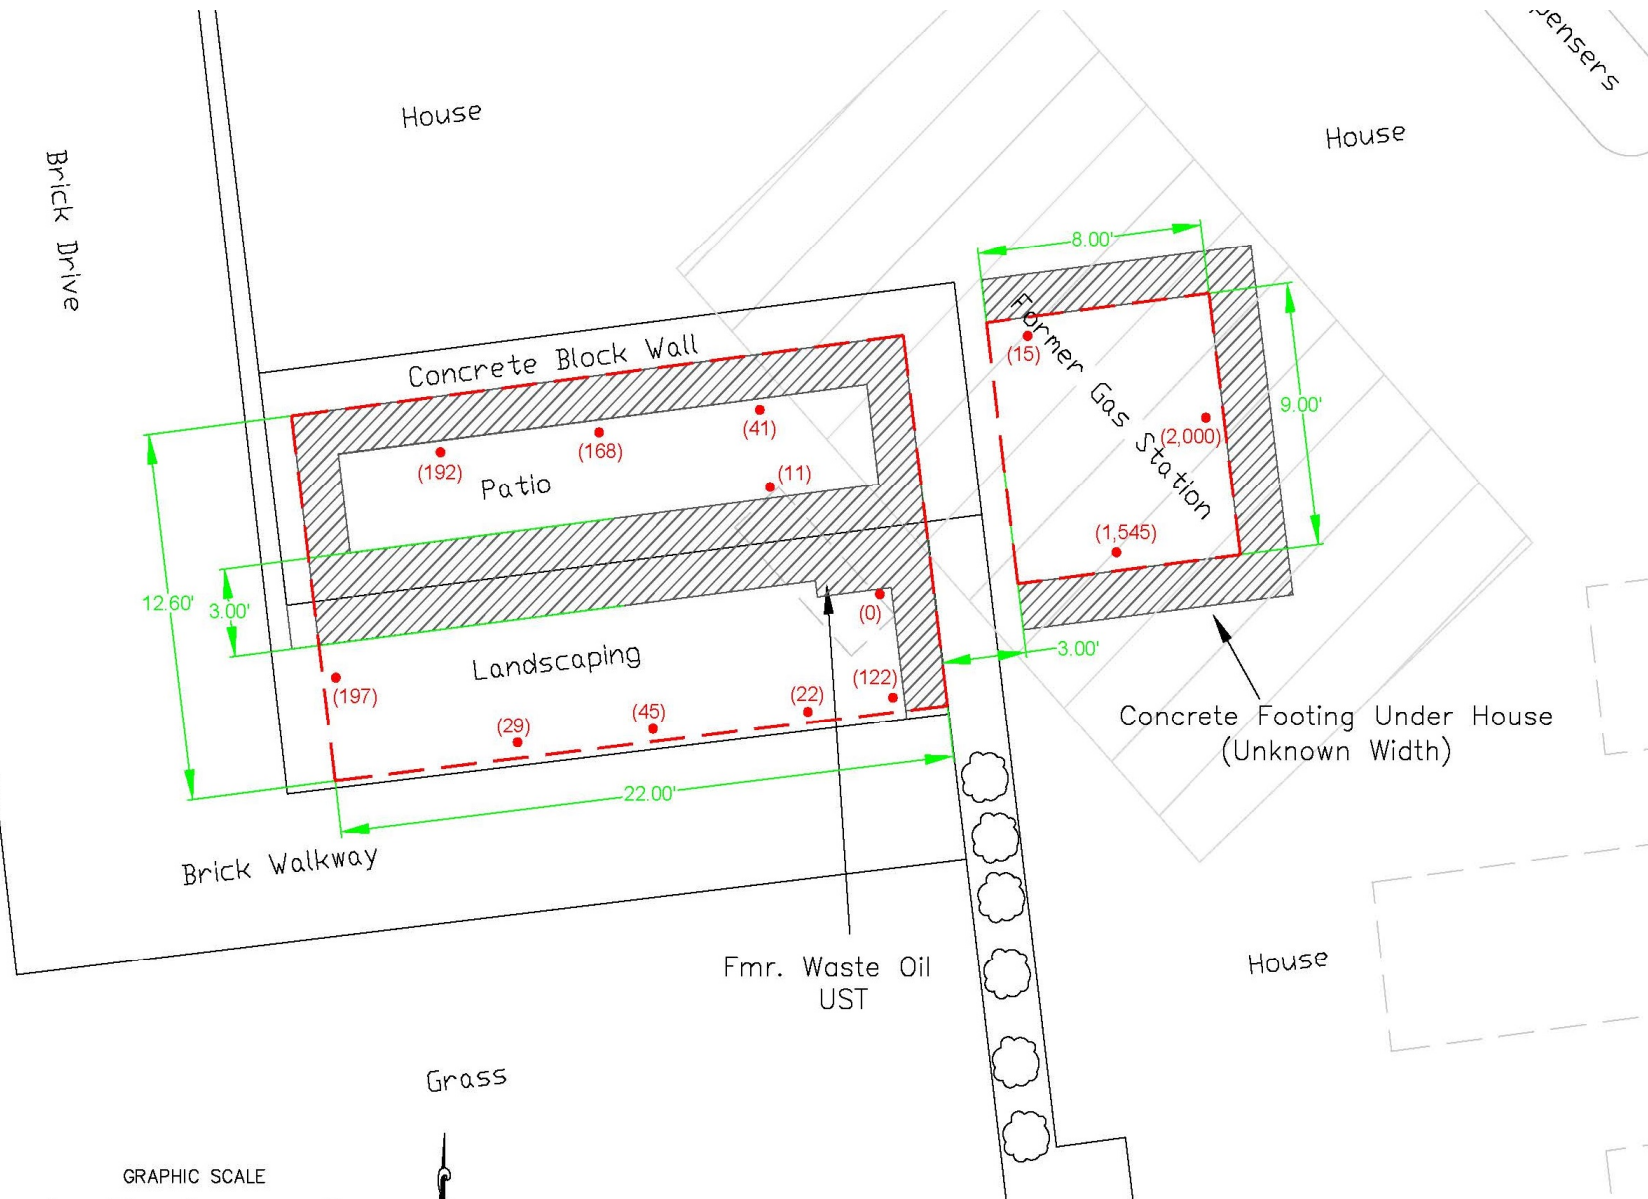 House
House
Brick Drive
8.00'
Former Gas Station
(15)
Concrete Block Wall
9.00'
(41)
(2,000)
(168)
(192)
(11)
Patio
(1,545)
12.60'
3.00'
(0)
3.00'
Landscaping
(122)
(197)
(22)
(45)
(29)
Concrete Footing Under House
(Unknown Width)
22.00'
Brick Walkway
Fmr. Waste Oil
UST
House
Grass
GRAPHIC SCALE